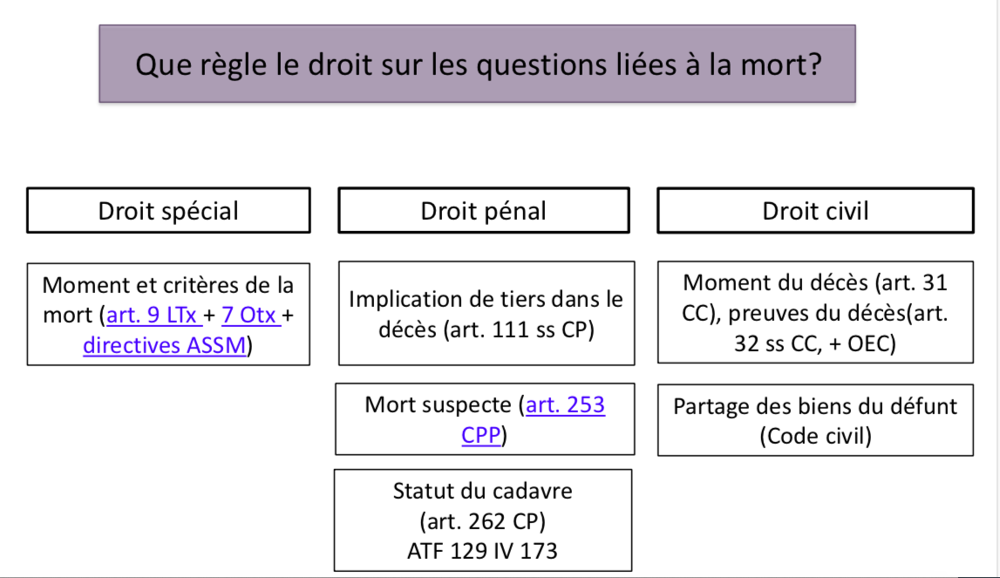 Que règle le droit sur les questions liées à la mort?
Droit spécial
Moment et critères de la
mort (art. 9 LTx + 7 Otx +
directives ASSM)
Droit pénal
Implication de tiers dans le
décès (art. 111 ss CP)
Mort suspecte (art. 253
CPP)
Statut du cadavre
(art. 262 CP)
ATF 129 IV 173
Droit civil
Moment du décès (art. 31
CC), preuves du décès(art.
32 ss CC, + OEC)
Partage des biens du défunt
(Code civil)